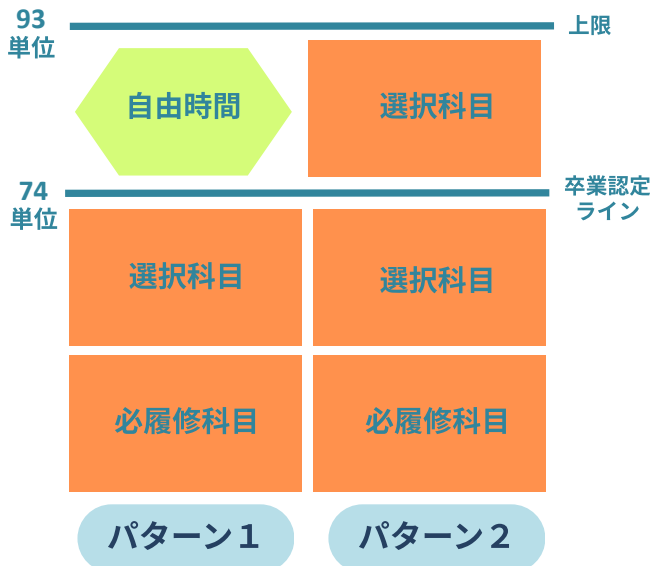 93
単位
上限
自由時間
選択科目
74
単位
卒業認定
ライン
選択科目
選択科目
必履修科目
必履修科目
パターン１
パターン２